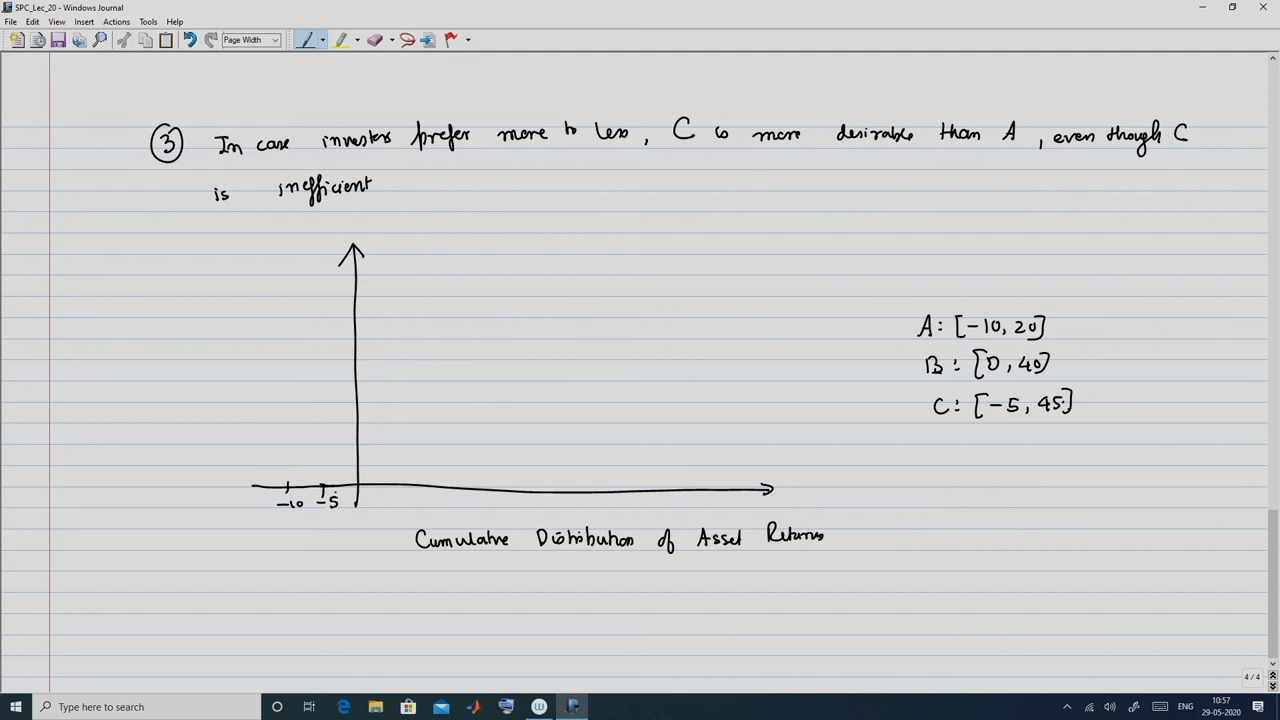 SPC_Lec_20 - Windows Journal
File Edit View Insert Actions Tools Help
Page Width
③ In case investors prefer more to less, C is more desirable than A, even though C
is inefficient
A: [-10, 20]
B: [0, 40]
C: [-5, 45]
-10 -5
Cumulative Distribution of Asset Returns
4 / 4
Type here to search
ENG
10:57
29-05-2020